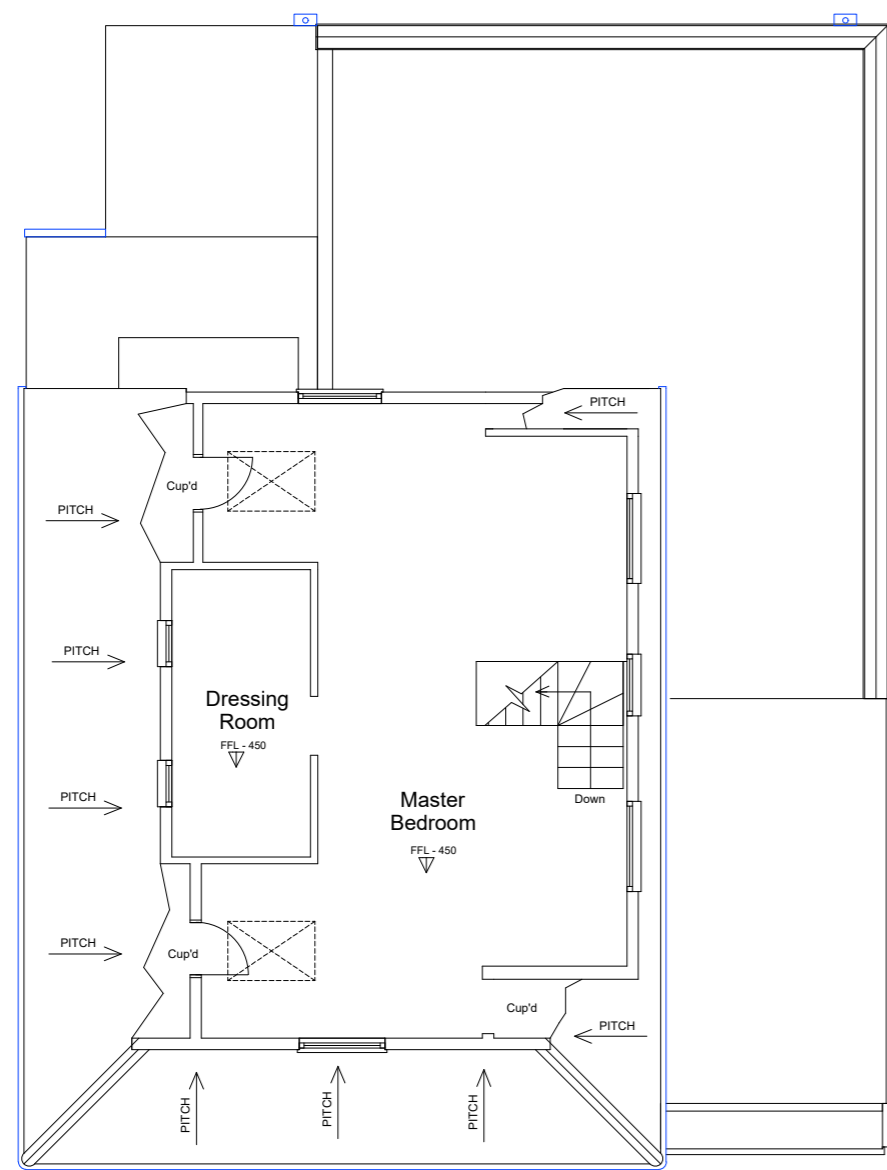 PITCH
Cup'd
PITCH
PITCH
Dressing
Room
FFL - 450
PITCH
Master
Bedroom
FFL - 450
Down
PITCH
Cup'd
Cup'd
PITCH
PITCH
PITCH
PITCH